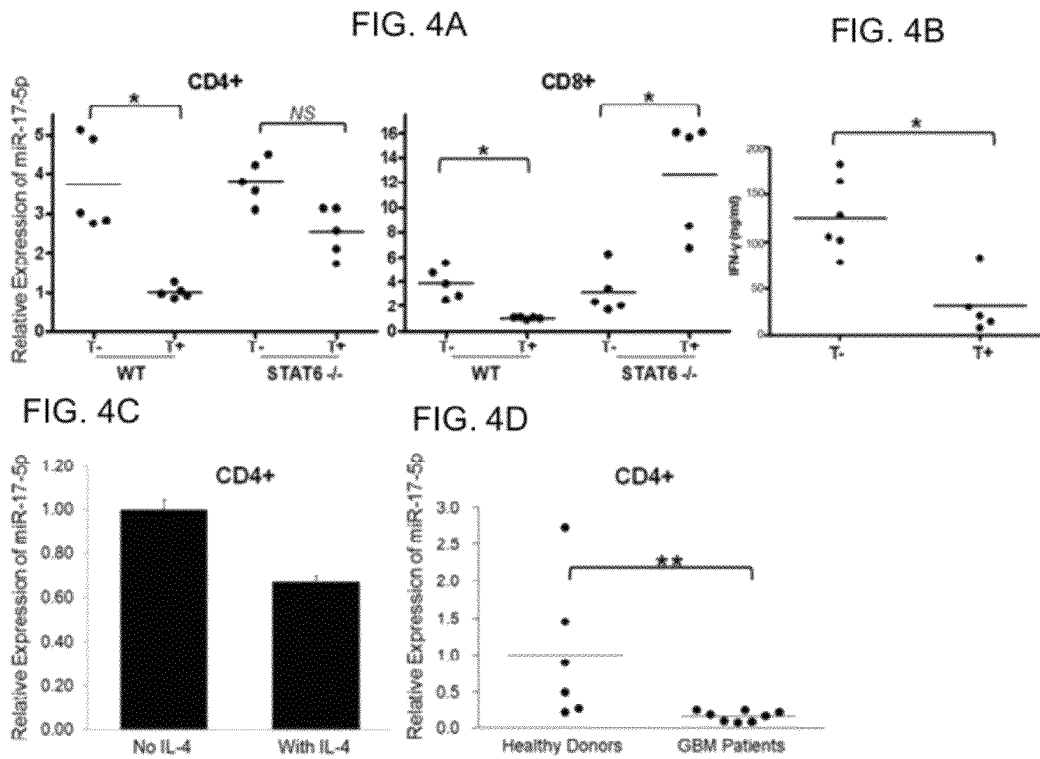 FIG. 4A
CD4+
Relative Expression of miR-17-5p
5
4
3
2
1
0
*
NS
T-
T+
T-
T+
WT
STAT6 -/-
CD8+
16
14
12
10
8
6
4
2
0
*
*
T-
T+
T-
T+
WT
STAT6 -/-
FIG. 4B
IFN-γ (ng/ml)
200
150
100
50
0
*
T-
T+
FIG. 4C
CD4+
Relative Expression of miR-17-5p
1.20
1.00
0.80
0.60
0.40
0.20
0.00
No IL-4
With IL-4
FIG. 4D
CD4+
Relative Expression of miR-17-5p
3.0
2.5
2.0
1.5
1.0
0.5
0.0
**
Healthy Donors
GBM Patients